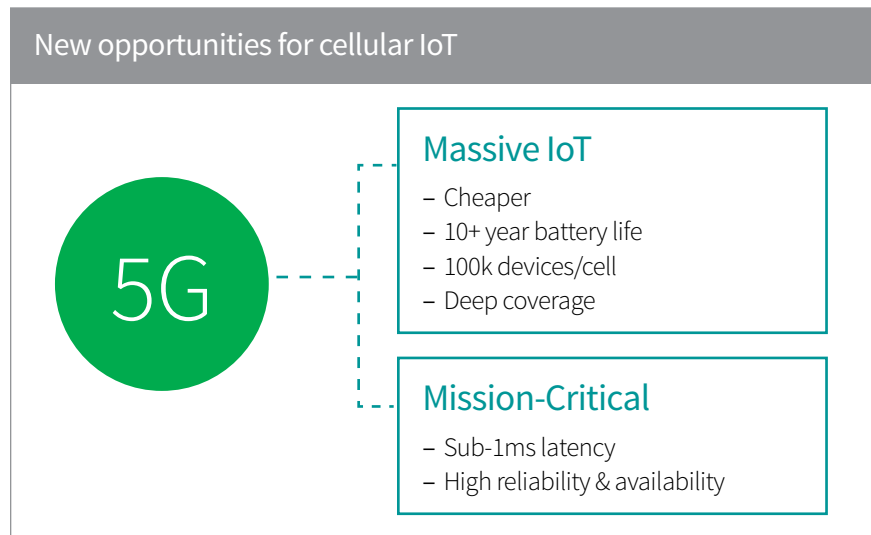 New opportunities for cellular IoT
5G
Massive IoT
– Cheaper
– 10+ year battery life
– 100k devices/cell
– Deep coverage
Mission-Critical
– Sub-1ms latency
– High reliability & availability